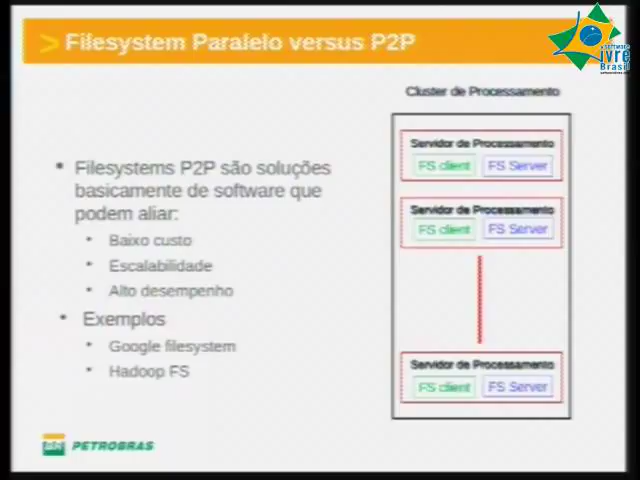 > Filesystem Paralelo versus P2P
software
livre
Brasil
Cluster de Processamento
• Filesystems P2P são soluções
basicamente de software que
podem aliar:
• Baixo custo
• Escalabilidade
• Alto desempenho
• Exemplos
• Google filesystem
• Hadoop FS
Servidor de Processamento
FS client FS Server
Servidor de Processamento
FS client FS Server
Servidor de Processamento
FS client FS Server
BR PETROBRAS